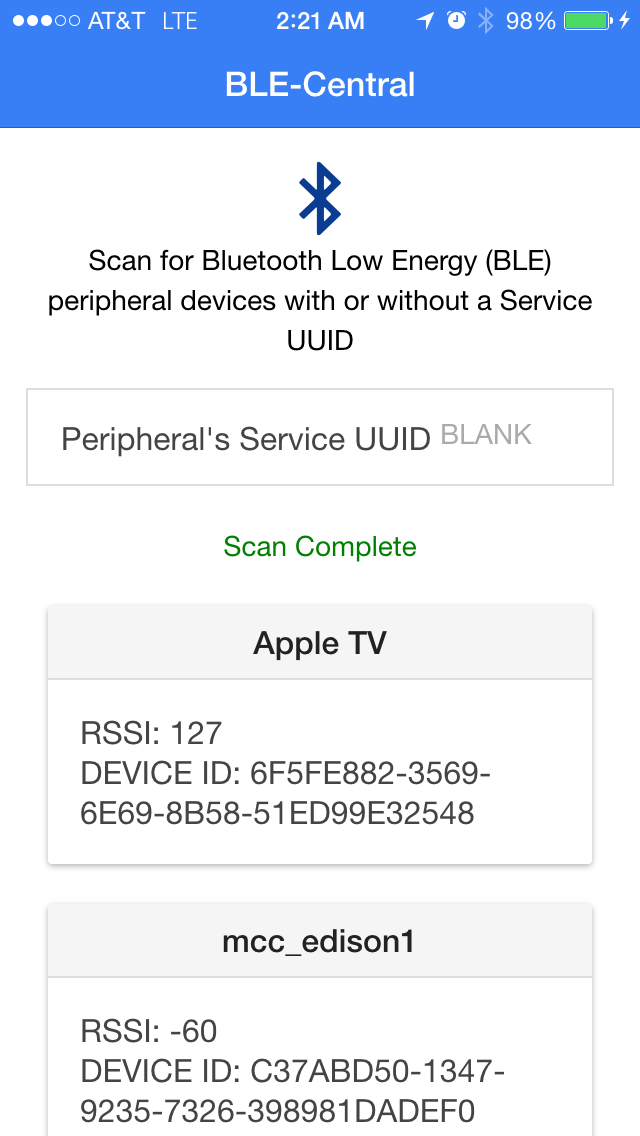 AT&T LTE 2:21 AM 98%
BLE-Central
Scan for Bluetooth Low Energy (BLE)
peripheral devices with or without a Service
UUID
Peripheral's Service UUID BLANK
Scan Complete
Apple TV
RSSI: 127
DEVICE ID: 6F5FE882-3569-
6E69-8B58-51ED99E32548
mcc_edison1
RSSI: -60
DEVICE ID: C37ABD50-1347-
9235-7326-398981DADEF0